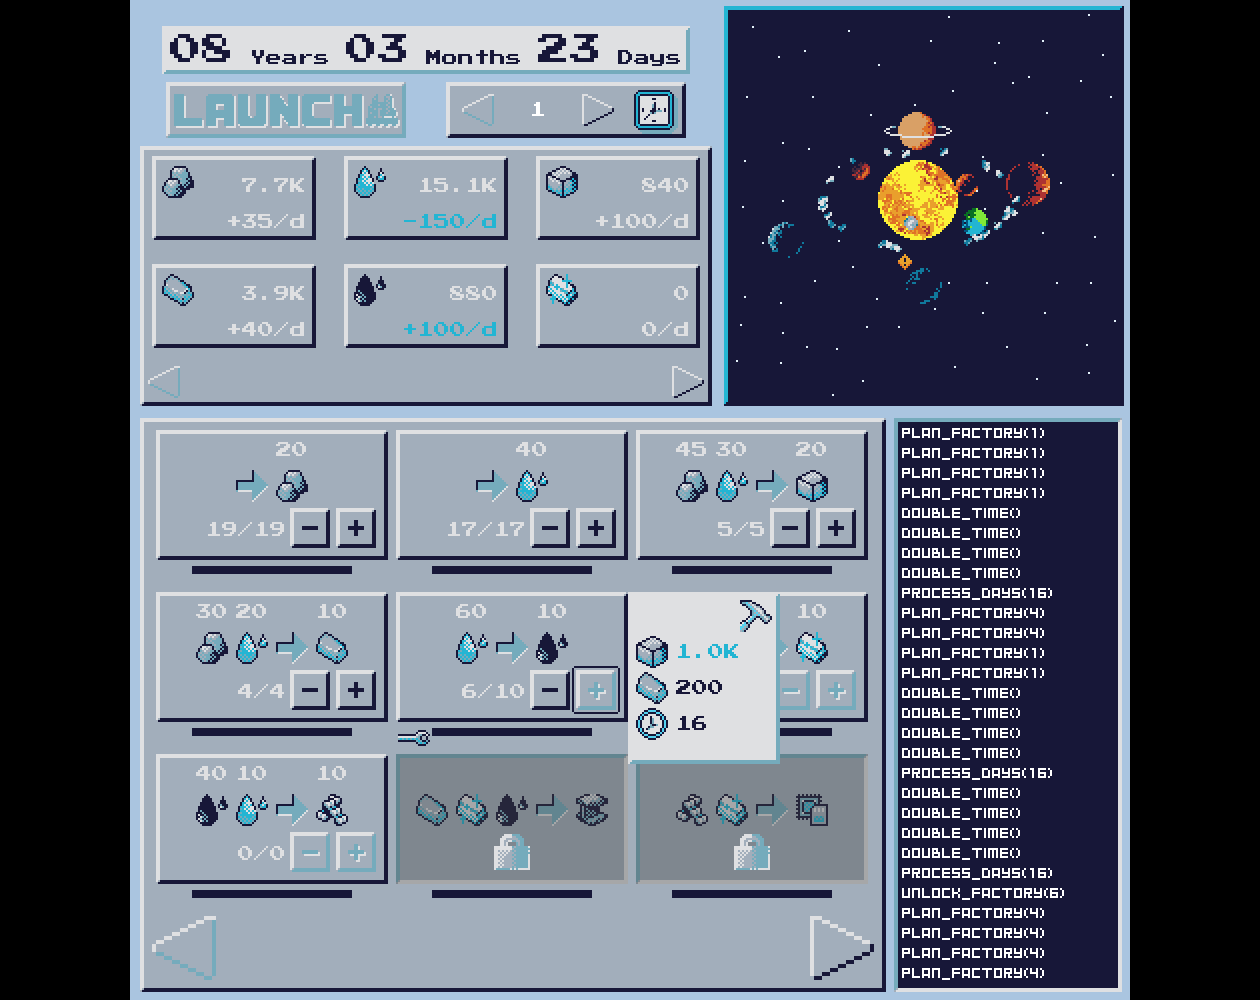 08 Years 03 Months 23 Days
LAUNCH
1
7.7K
+35/d
15.1K
-150/d
840
+100/d
3.9K
+40/d
880
+100/d
0
0/d
20
19/19 - +
40
17/17 - +
45 30 20
5/5 - +
30 20 10
4/4 - +
60 10
6/10 - +
1.0K
200
16
10
- +
40 10 10
0/0 - +
PLAN_FACTORY(1)
PLAN_FACTORY(1)
PLAN_FACTORY(1)
PLAN_FACTORY(1)
DOUBLE_TIME()
DOUBLE_TIME()
DOUBLE_TIME()
DOUBLE_TIME()
PROCESS_DAYS(16)
PLAN_FACTORY(4)
PLAN_FACTORY(4)
PLAN_FACTORY(1)
PLAN_FACTORY(1)
DOUBLE_TIME()
DOUBLE_TIME()
DOUBLE_TIME()
DOUBLE_TIME()
PROCESS_DAYS(16)
DOUBLE_TIME()
DOUBLE_TIME()
DOUBLE_TIME()
DOUBLE_TIME()
PROCESS_DAYS(16)
UNLOCK_FACTORY(6)
PLAN_FACTORY(4)
PLAN_FACTORY(4)
PLAN_FACTORY(4)
PLAN_FACTORY(4)